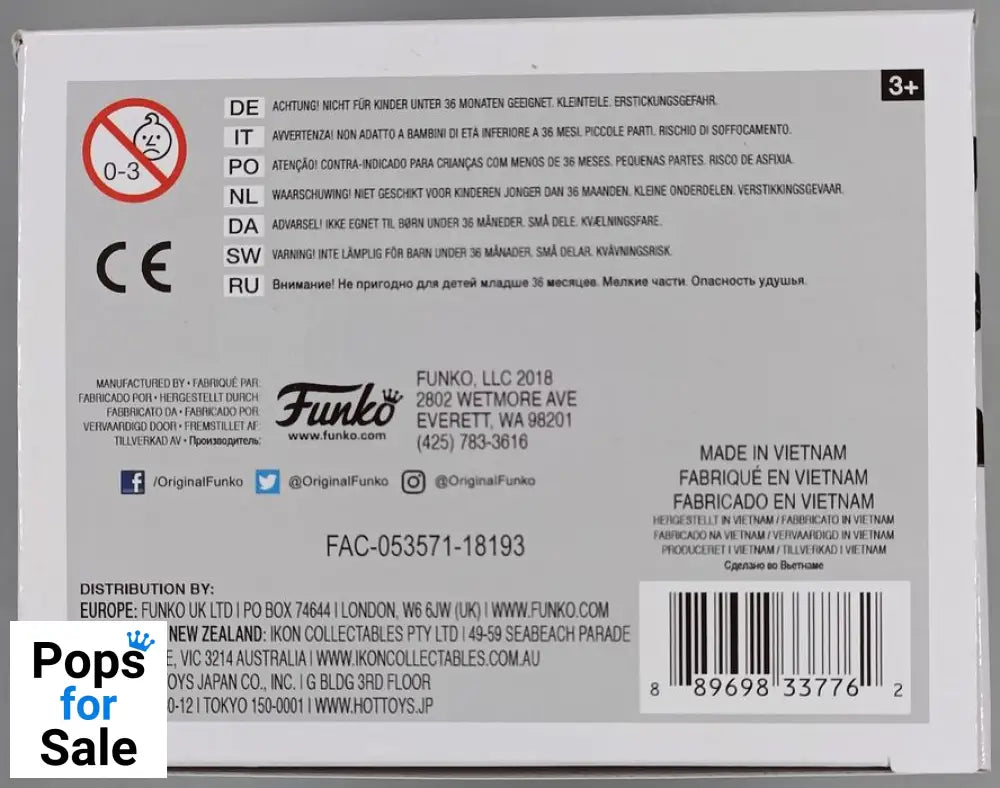 3+
0-3
DE ACHTUNG! NICHT FÜR KINDER UNTER 36 MONATEN GEEIGNET. KLEINTEILE. ERSTICKUNGSGEFAHR.
IT AVVERTENZA! NON ADATTO A BAMBINI DI ETÀ INFERIORE A 36 MESI. PICCOLE PARTI. RISCHIO DI SOFFOCAMENTO.
PO ATENÇÃO! CONTRA-INDICADO PARA CRIANÇAS COM MENOS DE 36 MESES. PEQUENAS PARTES. RISCO DE ASFIXIA.
NL WAARSCHUWING! NIET GESCHIKT VOOR KINDEREN JONGER DAN 36 MAANDEN. KLEINE ONDERDELEN. VERSTIKKINGSGEVAAR.
DA ADVARSEL! IKKE EGNET TIL BØRN UNDER 36 MÅNEDER. SMÅ DELE. KVÆLNINGSFARE.
SW VARNING! INTE LÄMPLIG FÖR BARN UNDER 36 MÅNADER. SMÅ DELAR. KVÄVNINGSRISK.
RU Внимание! Не пригодно для детей младше 36 месяцев. Мелкие части. Опасность удушья.
CE
MANUFACTURED BY • FABRIQUÉ PAR:
FABRICADO POR • HERGESTELLT DURCH:
FABBRICATO DA • FABRICADO POR:
VERVAARDIGD DOOR • FREMSTILLET AF:
TILLVERKAD AV • Производитель:
Funko
www.funko.com
FUNKO, LLC 2018
2802 WETMORE AVE
EVERETT, WA 98201
(425) 783-3616
/OriginalFunko @OriginalFunko @OriginalFunko
MADE IN VIETNAM
FABRIQUÉ EN VIETNAM
FABRICADO EN VIETNAM
HERGESTELLT IN VIETNAM / FABBRICATO IN VIETNAM
FABRICADO NA VIETNAM / VERVAARDIGD IN VIETNAM
PRODUCERET I VIETNAM / TILLVERKAD I VIETNAM
Сделано во Вьетнаме
FAC-053571-18193
DISTRIBUTION BY:
EUROPE: FUNKO UK LTD | PO BOX 74644 | LONDON, W6 6JW (UK) | WWW.FUNKO.COM
NEW ZEALAND: IKON COLLECTABLES PTY LTD | 49-59 SEABEACH PARADE
E, VIC 3214 AUSTRALIA | WWW.IKONCOLLECTABLES.COM.AU
OYS JAPAN CO., INC. | G BLDG 3RD FLOOR
0-12 | TOKYO 150-0001 | WWW.HOTTOYS.JP
8 89698 33776 2
Pops
for
Sale